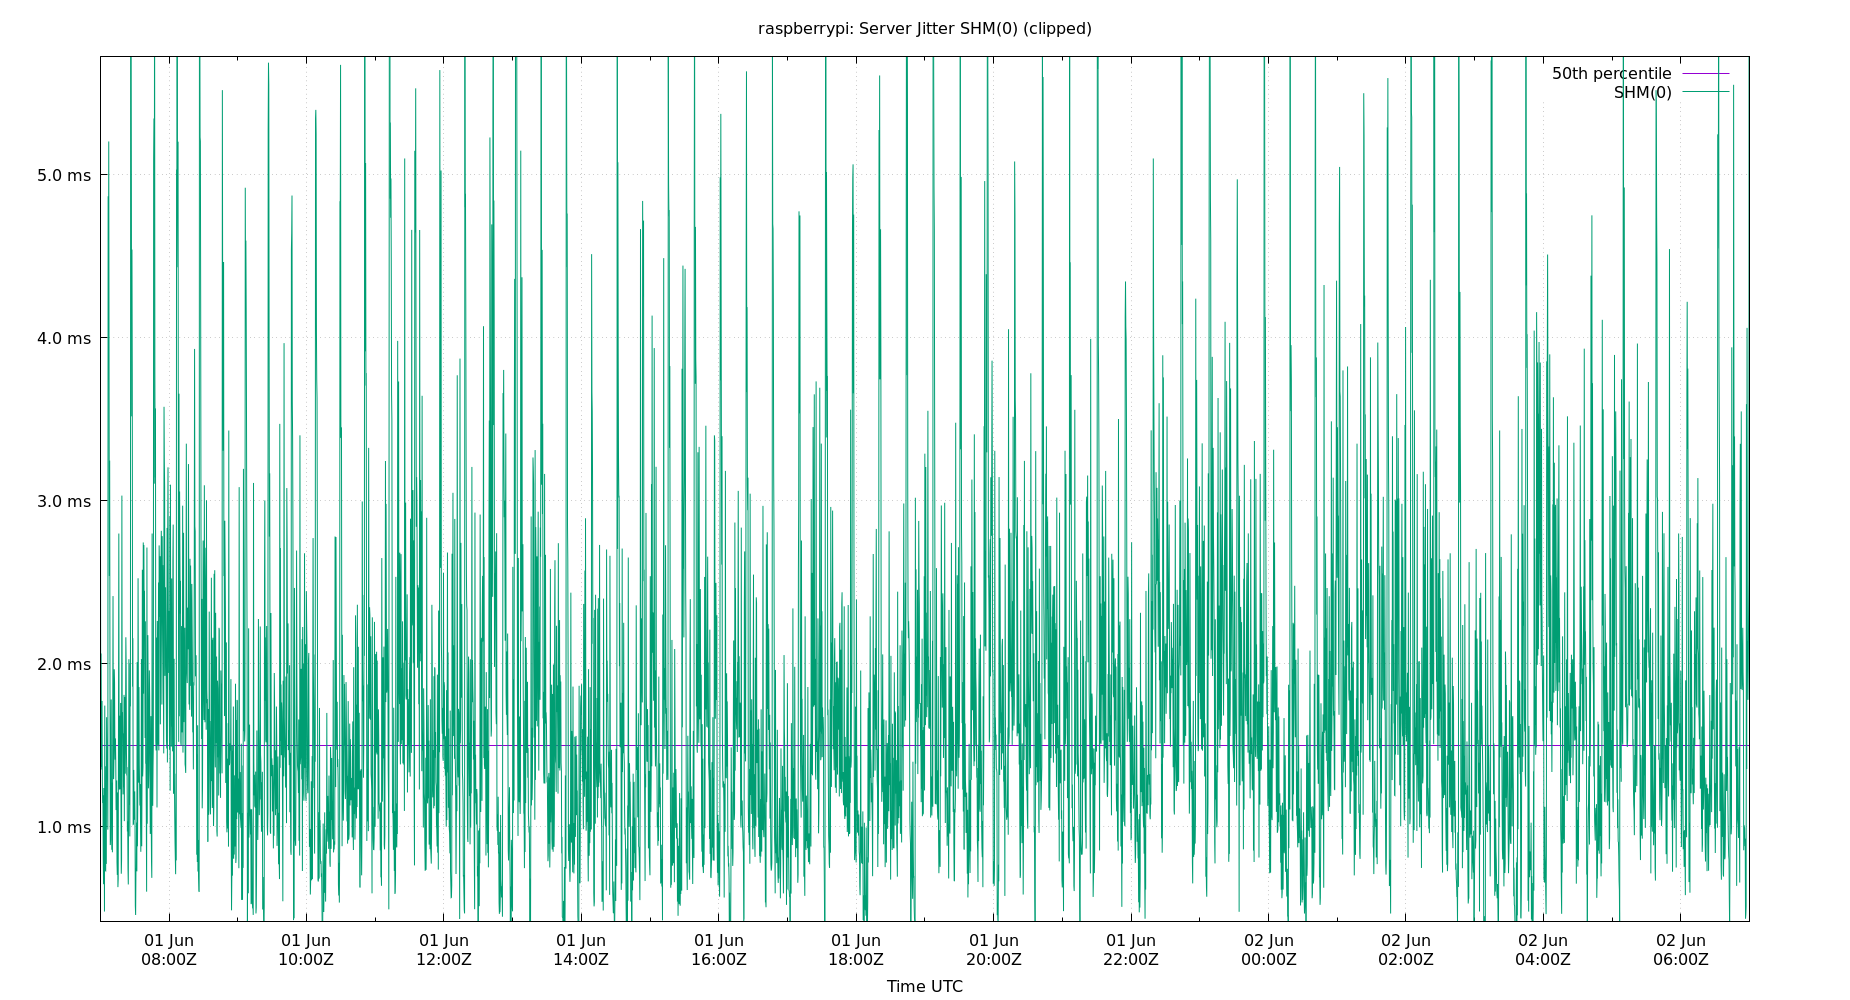 raspberrypi: Server Jitter SHM(0) (clipped)
50th percentile
SHM(0)
5.0 ms
4.0 ms
3.0 ms
2.0 ms
1.0 ms
01 Jun 01 Jun 01 Jun 01 Jun 01 Jun 01 Jun 01 Jun 01 Jun 02 Jun 02 Jun 02 Jun 02 Jun
08:00Z 10:00Z 12:00Z 14:00Z 16:00Z 18:00Z 20:00Z 22:00Z 00:00Z 02:00Z 04:00Z 06:00Z
Time UTC